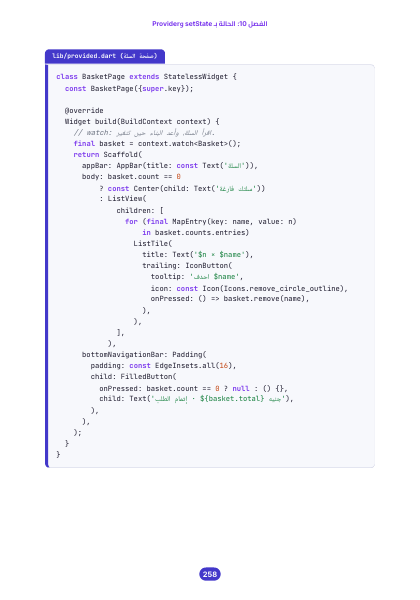 الفصل 10: الحالة بـ setState وProvider
lib/provided.dart (صفحة السلة)
class BasketPage extends StatelessWidget {
  const BasketPage({super.key});

  @override
  Widget build(BuildContext context) {
    // watch: اقرأ السلة، وأعد البناء حين تتغير.
    final basket = context.watch<Basket>();
    return Scaffold(
      appBar: AppBar(title: const Text('السلة')),
      body: basket.count == 0
          ? const Center(child: Text('سلتك فارغة'))
          : ListView(
              children: [
                for (final MapEntry(key: name, value: n)
                    in basket.counts.entries)
                  ListTile(
                    title: Text('$n × $name'),
                    trailing: IconButton(
                      tooltip: 'احذف $name',
                      icon: const Icon(Icons.remove_circle_outline),
                      onPressed: () => basket.remove(name),
                    ),
                  ),
              ],
            ),
      bottomNavigationBar: Padding(
        padding: const EdgeInsets.all(16),
        child: FilledButton(
          onPressed: basket.count == 0 ? null : () {},
          child: Text('إتمام الطلب · ${basket.total} جنيه'),
        ),
      ),
    );
  }
}
258